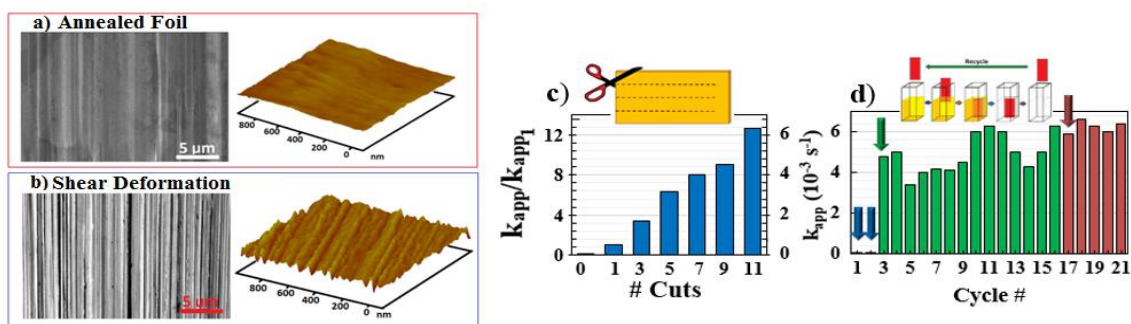 a) Annealed Foil
5 μm
800
600
400
200
0
nm
b) Shear Deformation
5 μm
800
600
400
200
0
nm
c)
kapp/kapp1
12
8
4
0
6
4
2
0
0 1 3 5 7 9 11
# Cuts
d)
Recycle
kapp (10-3 s-1)
6
4
2
0
1 3 5 7 9 11 13 15 17 19 21
Cycle #